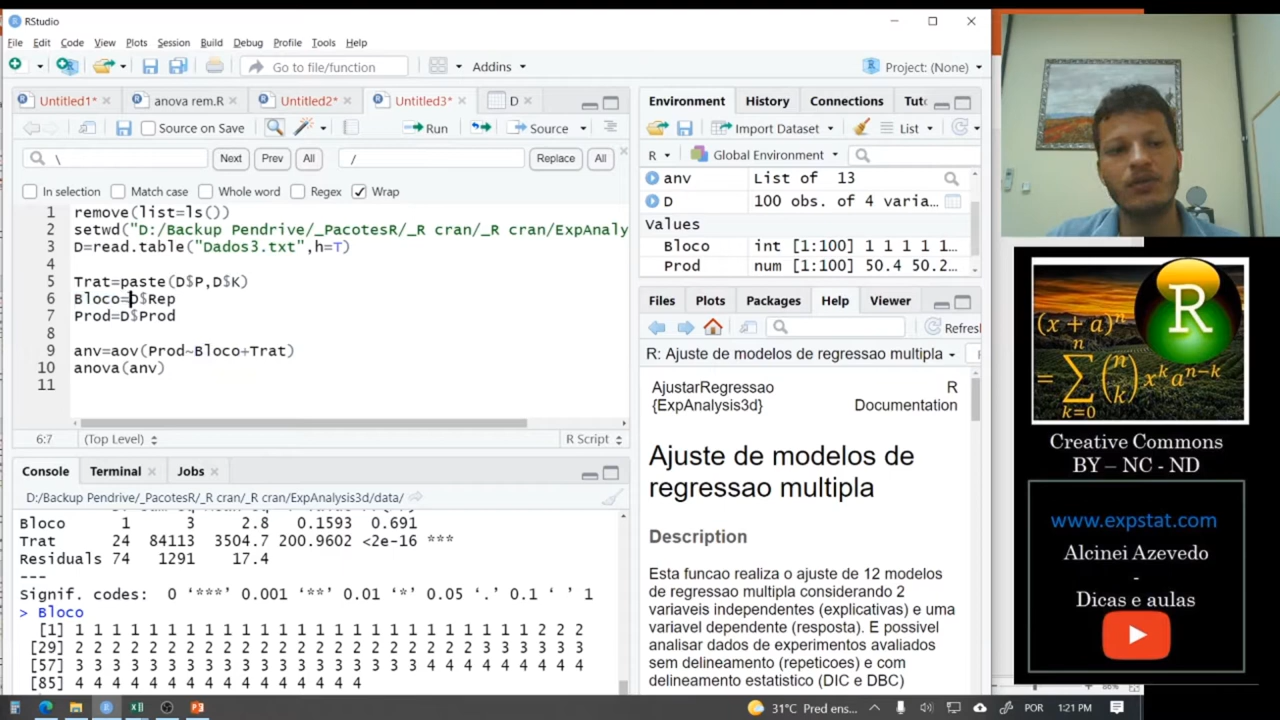 RStudio
File Edit Code View Plots Session Build Debug Profile Tools Help
Go to file/function
Addins
Project: (None)
Untitled1*
anova rem.R
Untitled2*
Untitled3*
D
Source on Save
Run
Source
\
Next
Prev
All
/
Replace
All
In selection
Match case
Whole word
Regex
Wrap
1 remove(list=ls())
2 setwd("D:/Backup Pendrive/_PacotesR/_R cran/_R cran/ExpAnaly
3 D=read.table("Dados3.txt",h=T)
4
5 Trat=paste(D$P,D$K)
6 Bloco=D$Rep
7 Prod=D$Prod
8
9 anv=aov(Prod~Bloco+Trat)
10 anova(anv)
11
6:7
(Top Level)
R Script
Console
Terminal
Jobs
D:/Backup Pendrive/_PacotesR/_R cran/_R cran/ExpAnalysis3d/data/
Bloco 1 3 2.8 0.1593 0.691
Trat 24 84113 3504.7 200.9602 <2e-16 ***
Residuals 74 1291 17.4
---
Signif. codes: 0 ‘***’ 0.001 ‘**’ 0.01 ‘*’ 0.05 ‘.’ 0.1 ‘ ’ 1
> Bloco
[1] 1 1 1 1 1 1 1 1 1 1 1 1 1 1 1 1 1 1 1 1 1 1 1 1 1 2 2 2
[29] 2 2 2 2 2 2 2 2 2 2 2 2 2 2 2 2 2 2 2 2 2 2 3 3 3 3 3 3
[57] 3 3 3 3 3 3 3 3 3 3 3 3 3 3 3 3 3 3 3 4 4 4 4 4 4 4 4 4
[85] 4 4 4 4 4 4 4 4 4 4 4 4 4 4 4 4
Environment
History
Connections
Tut
Import Dataset
List
R
Global Environment
anv List of 13
D 100 obs. of 4 varia…
Values
Bloco int [1:100] 1 1 1 1 1…
Prod num [1:100] 50.4 50.2…
Files
Plots
Packages
Help
Viewer
Refres
R: Ajuste de modelos de regressao multipla
AjustarRegressao
{ExpAnalysis3d}
R
Documentation
Ajuste de modelos de
regressao multipla
Description
Esta funcao realiza o ajuste de 12 modelos
de regressao multipla considerando 2
variaveis independentes (explicativas) e uma
variavel dependente (resposta). E possivel
analisar dados de experimentos avaliados
sem delineamento (repeticoes) e com
delineamento estatistico (DIC e DBC)
R
(x + a)^n
= ∑_{k=0}^{n} (n k) x^k a^{n-k}
Creative Commons
BY – NC - ND
www.expstat.com
Alcinei Azevedo
-
Dicas e aulas
86%
31°C Pred ens...
POR
1:21 PM